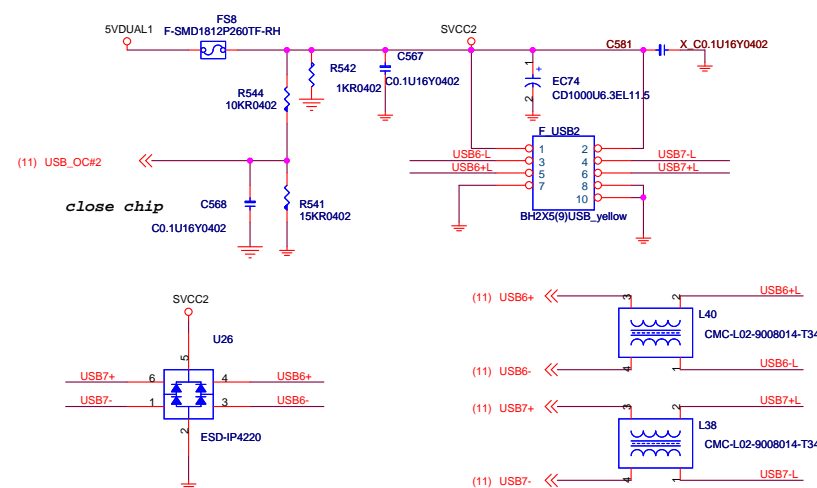 FS8
5VDUAL1
F-SMD1812P260TF-RH
SVCC2
C581
X_C0.1U16Y0402
R542
1KR0402
C567
C0.1U16Y0402
R544
10KR0402
1
+
2
EC74
CD1000U6.3EL11.5
F_USB2
(11) USB_OC#2
USB6-L
USB6+L
1 2
3 4
5 6
7 8
10
USB7-L
USB7+L
BH2X5(9)USB_yellow
close chip
C568
C0.1U16Y0402
R541
15KR0402
SVCC2
U26
5
USB7+ 6 4 USB6+
USB7- 1 3 USB6-
2
ESD-IP4220
(11) USB6+ 3 2 USB6+L
L40
CMC-L02-9008014-T34
(11) USB6- 4 1 USB6-L
(11) USB7+ 3 2 USB7+L
L38
CMC-L02-9008014-T34
(11) USB7- 4 1 USB7-L